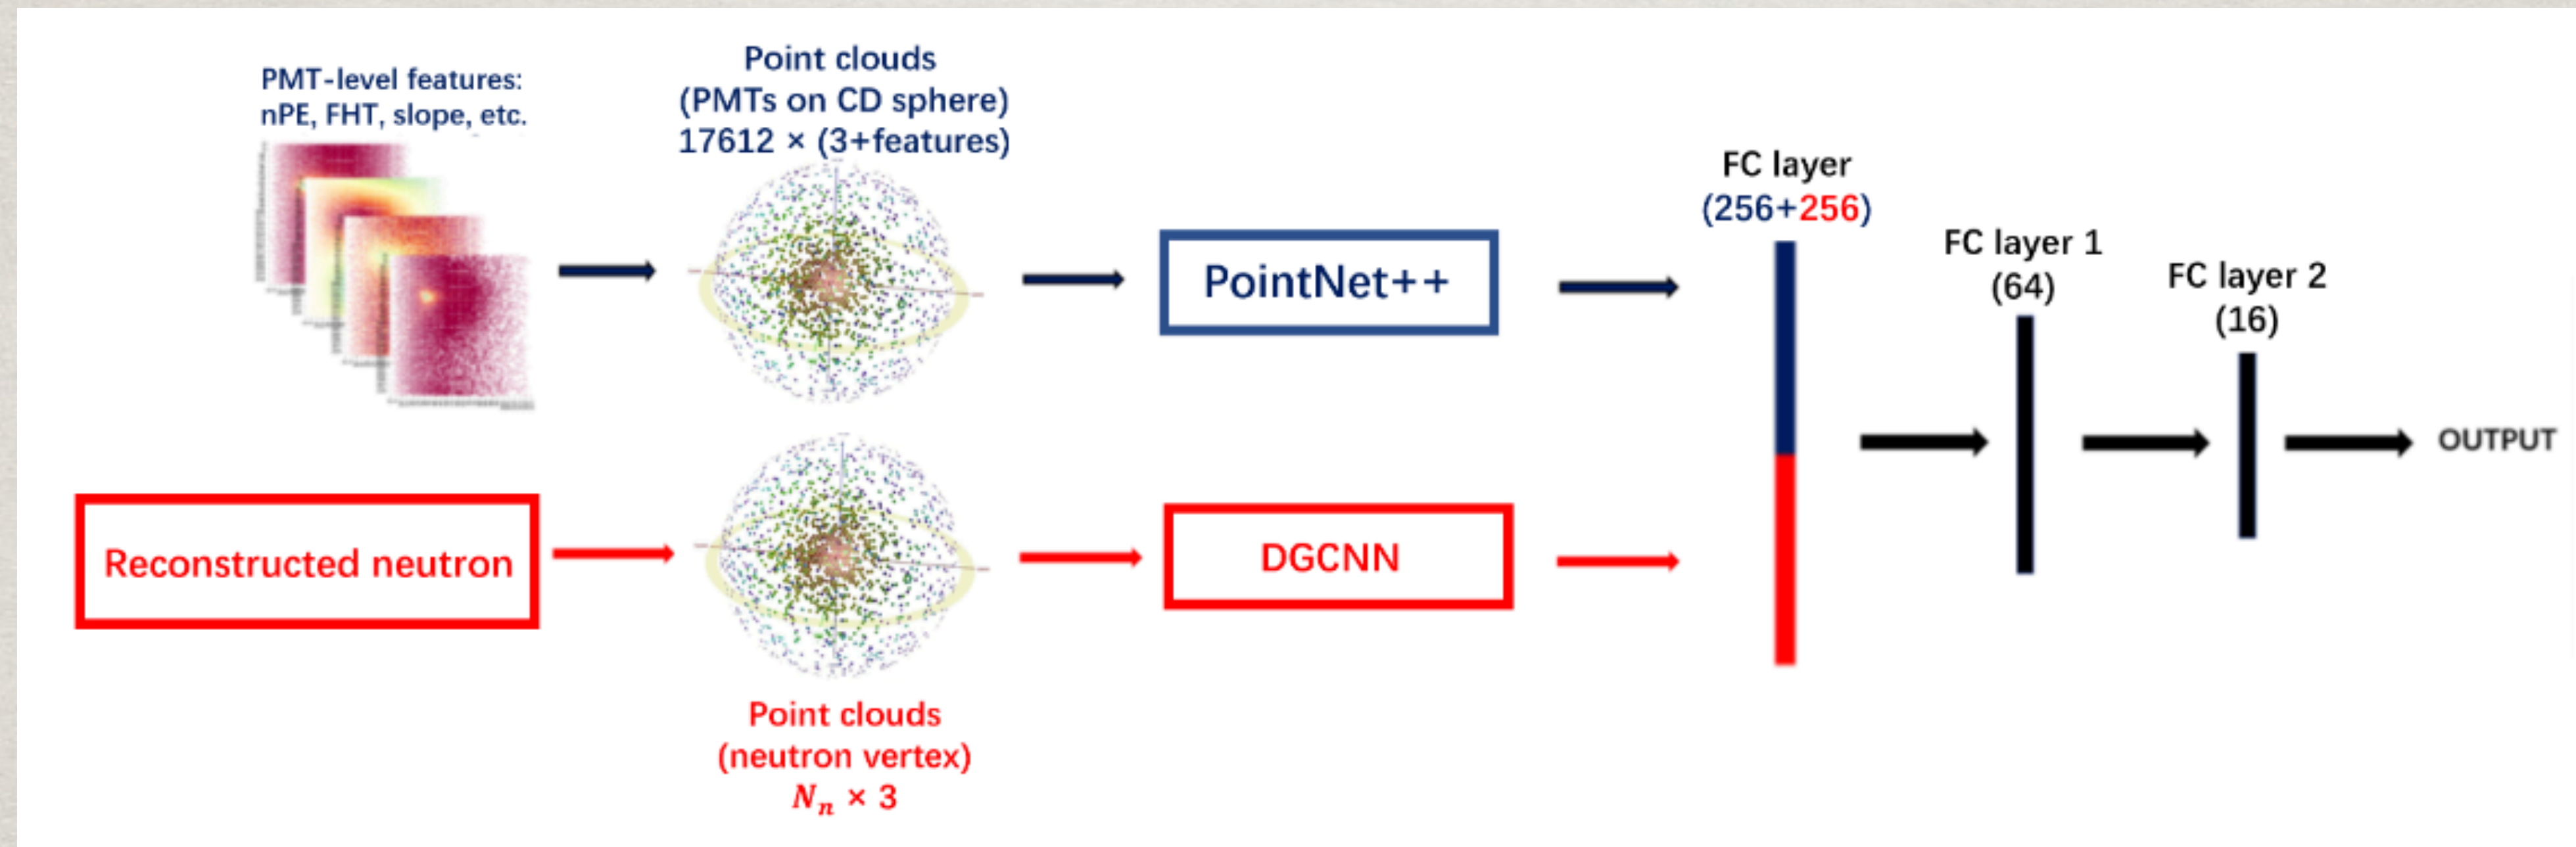 PMT-level features:
nPE, FHT, slope, etc.
Point clouds
(PMTs on CD sphere)
17612 × (3+features)
PointNet++
FC layer
(256+256)
FC layer 1
(64)
FC layer 2
(16)
OUTPUT
Reconstructed neutron
DGCNN
Point clouds
(neutron vertex)
Nₙ × 3